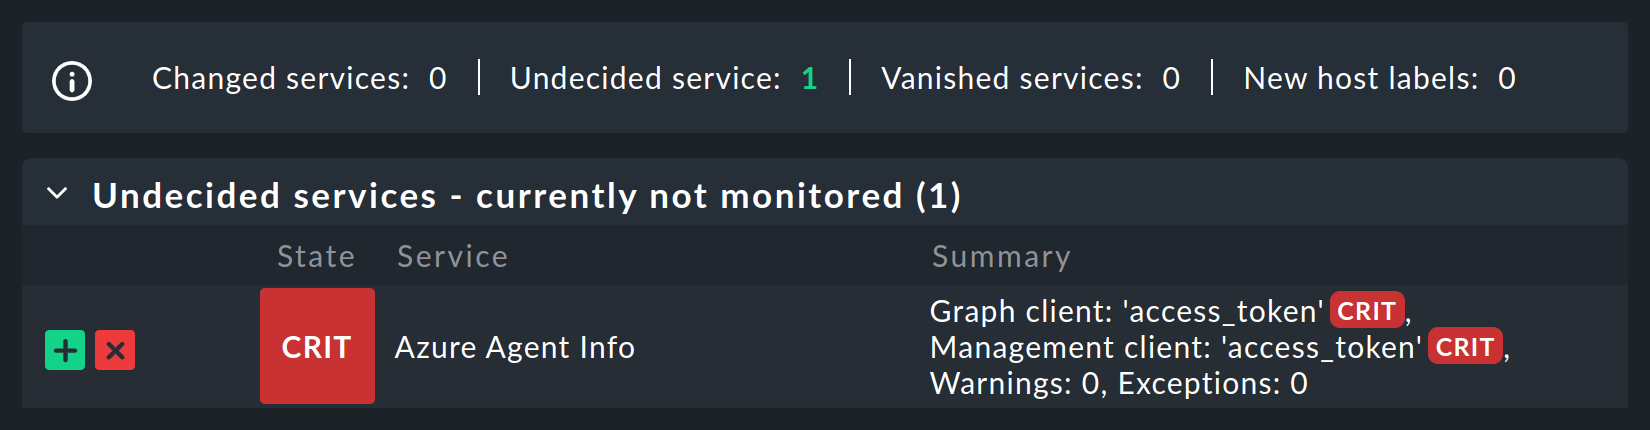 Changed services: 0 | Undecided service: 1 | Vanished services: 0 | New host labels: 0
Undecided services - currently not monitored (1)
State Service Summary
CRIT Azure Agent Info
Graph client: 'access_token' CRIT,
Management client: 'access_token' CRIT,
Warnings: 0, Exceptions: 0